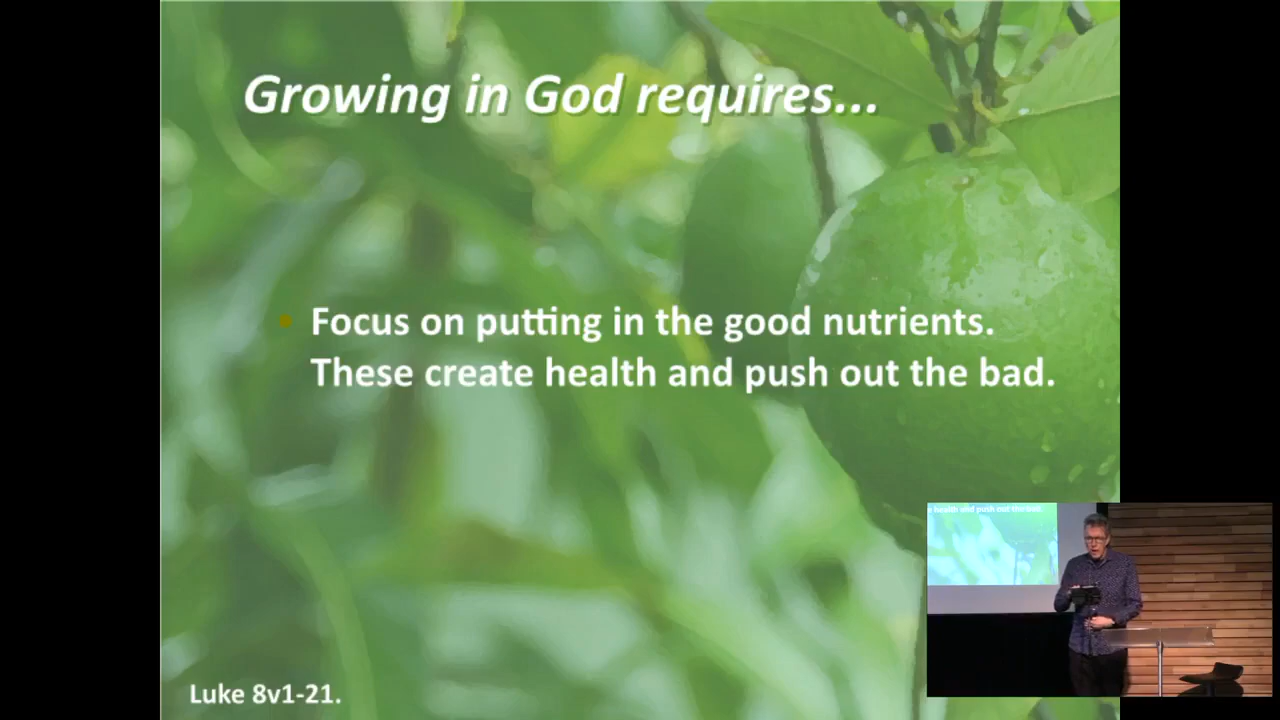 Growing in God requires...
Focus on putting in the good nutrients.
These create health and push out the bad.
Luke 8v1-21.
health and push out the bad.